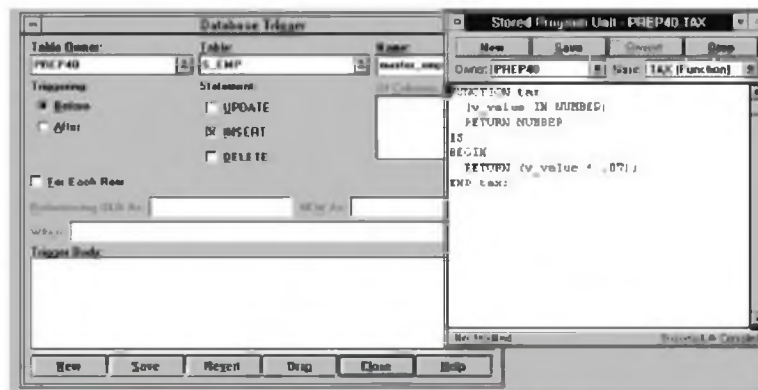 Database Trigger
Table Owner:
Table:
Name:
PREP40
S_EMP
Triggering:
Statement:
Before
After
UPDATE
INSERT
DELETE
For Each Row
Trigger Body:
New
Save
Revert
Drop
Close
Help
Stored Program Unit - PREP40.TAX
New
Save
Drop
Owner: PREP40
Name: TAX (Function)
FUNCTION tax
(v_value IN NUMBER)
RETURN NUMBER
IS
BEGIN
RETURN (v_value * .07);
END tax;
Not Modified